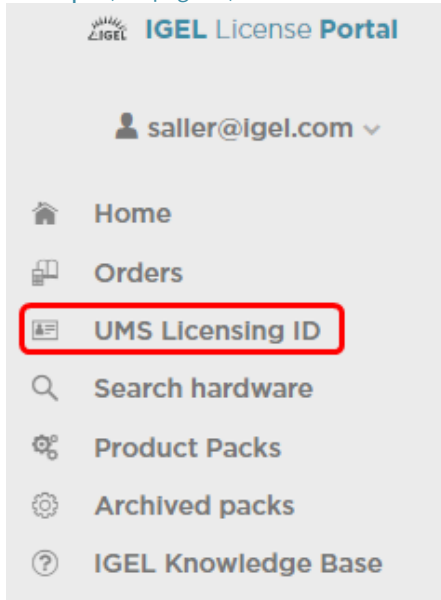 IGEL License Portal
saller@igel.com
Home
Orders
UMS Licensing ID
Search hardware
Product Packs
Archived packs
IGEL Knowledge Base